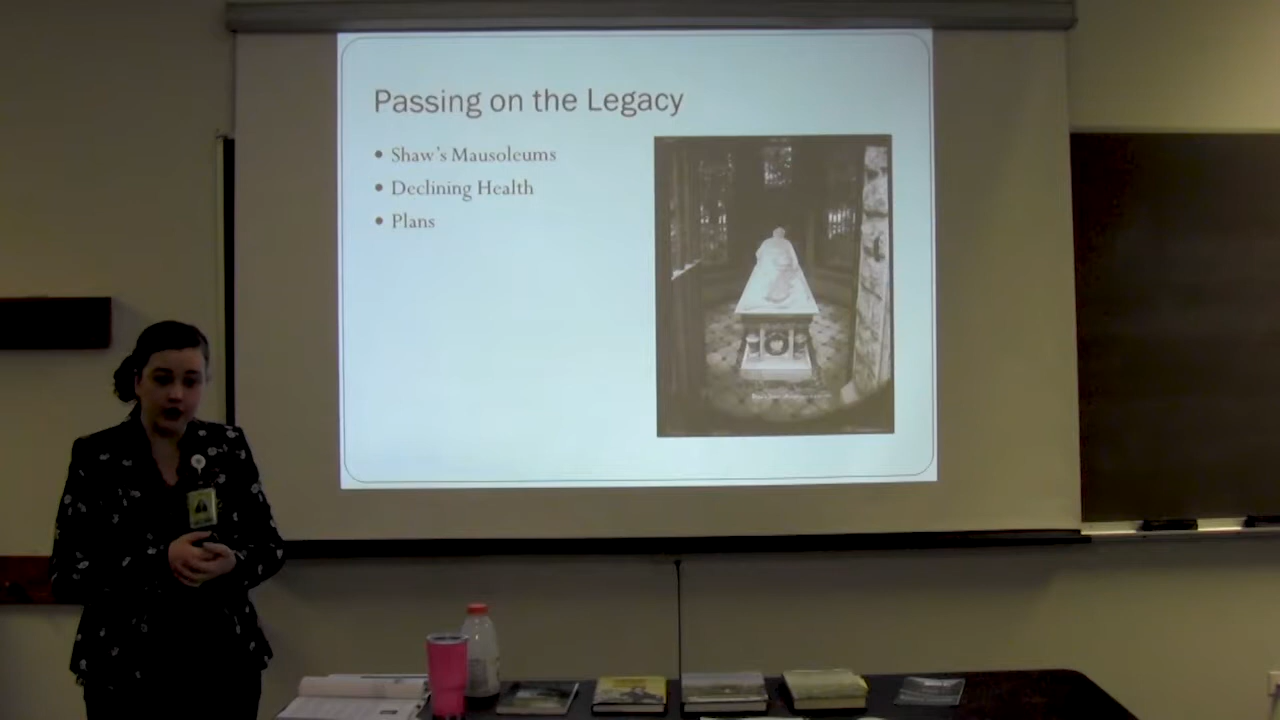 Passing on the Legacy
• Shaw's Mausoleums
• Declining Health
• Plans